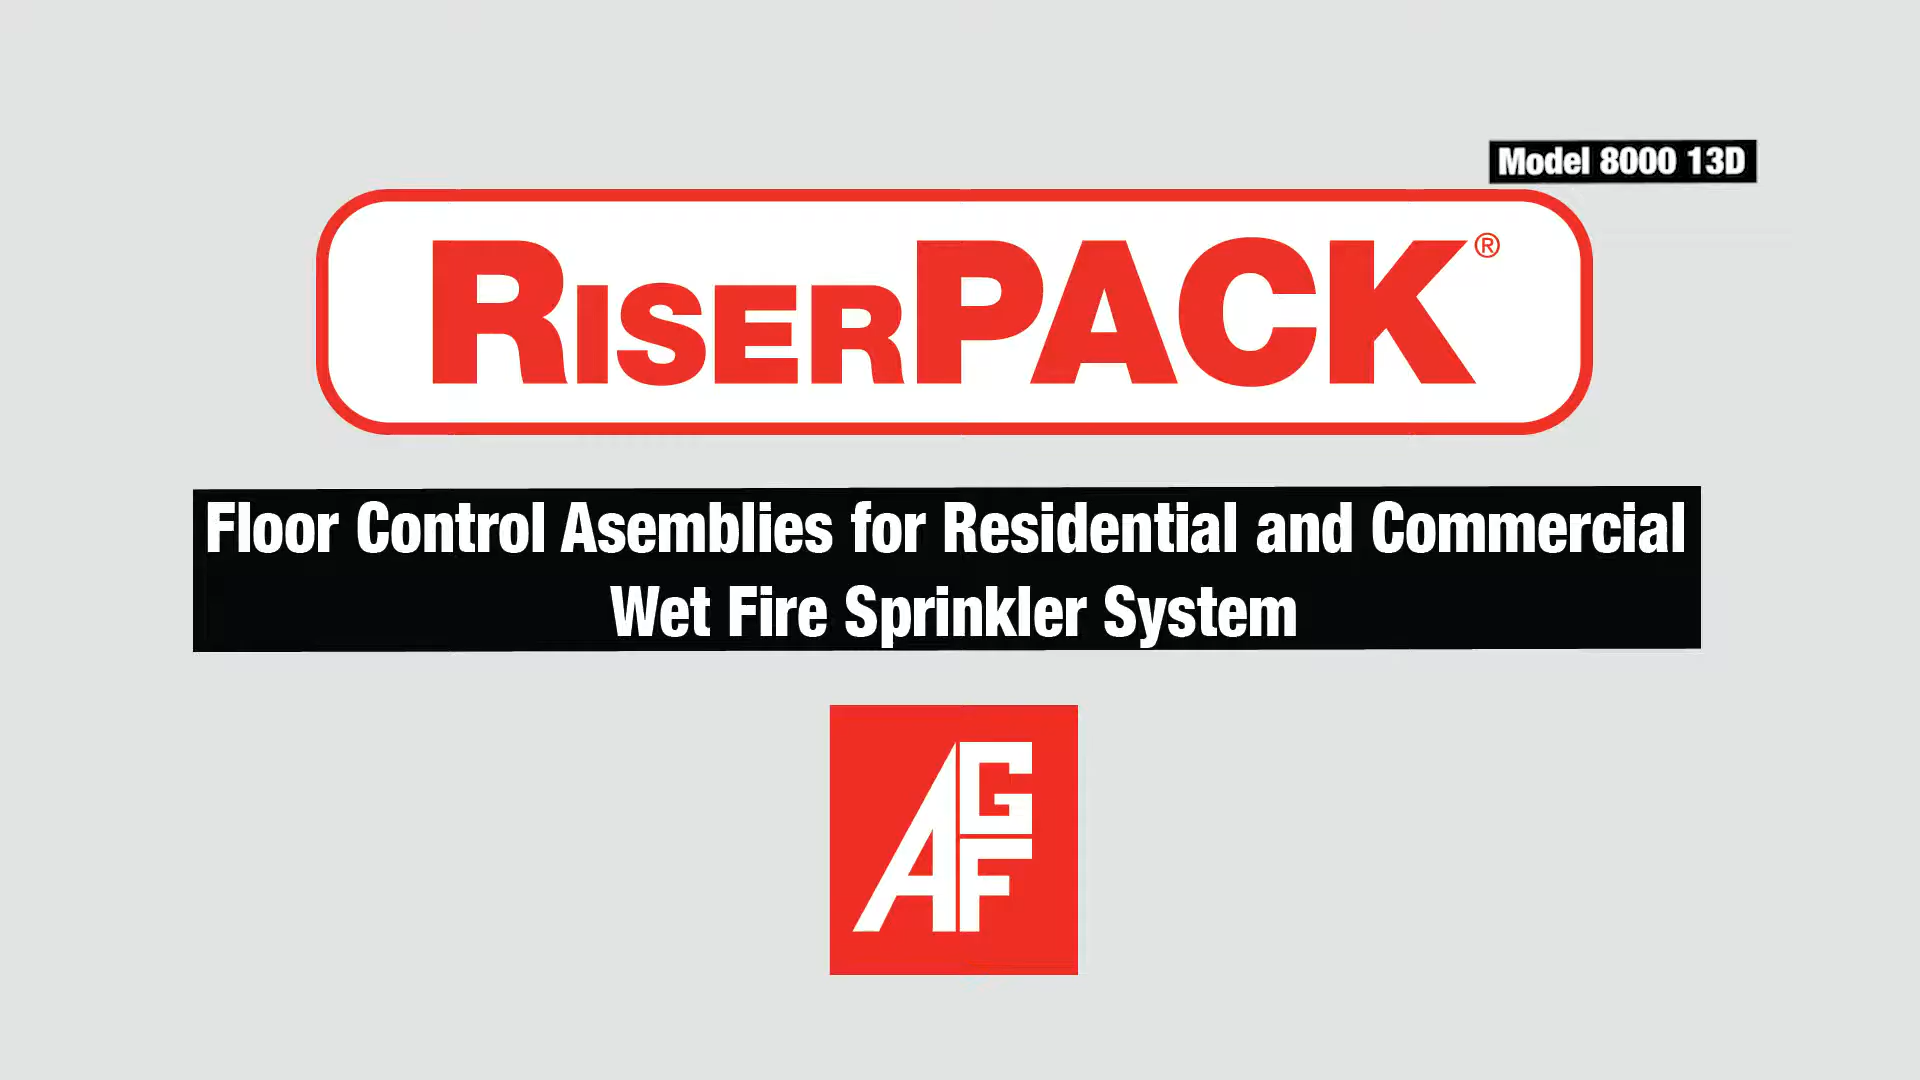 Model 8000 13D
RISERPACK®
Floor Control Asemblies for Residential and Commercial
Wet Fire Sprinkler System
AGF